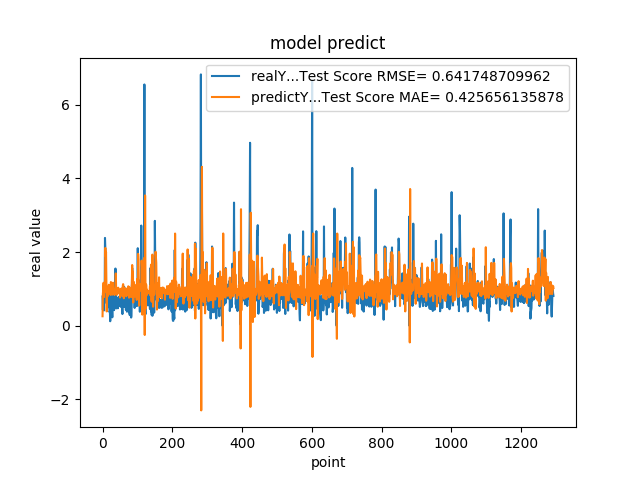 model predict
realY...Test Score RMSE= 0.641748709962
predictY...Test Score MAE= 0.425656135878
real value
6
4
2
0
−2
0 200 400 600 800 1000 1200
point